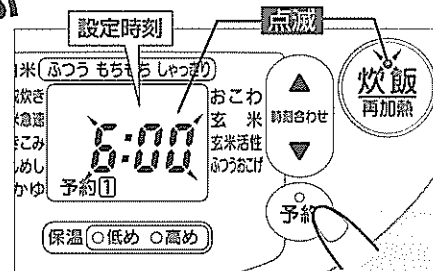 設定時刻
点滅
米 ふつう もちもち しゃっきり
炊き
急速
こみ
めし
かゆ
6:00
予約1
おこわ
玄米
玄米活性
ふつうおこげ
▲
時刻合わせ
▼
炊飯
再加熱
予約
保温 ○低め ○高め